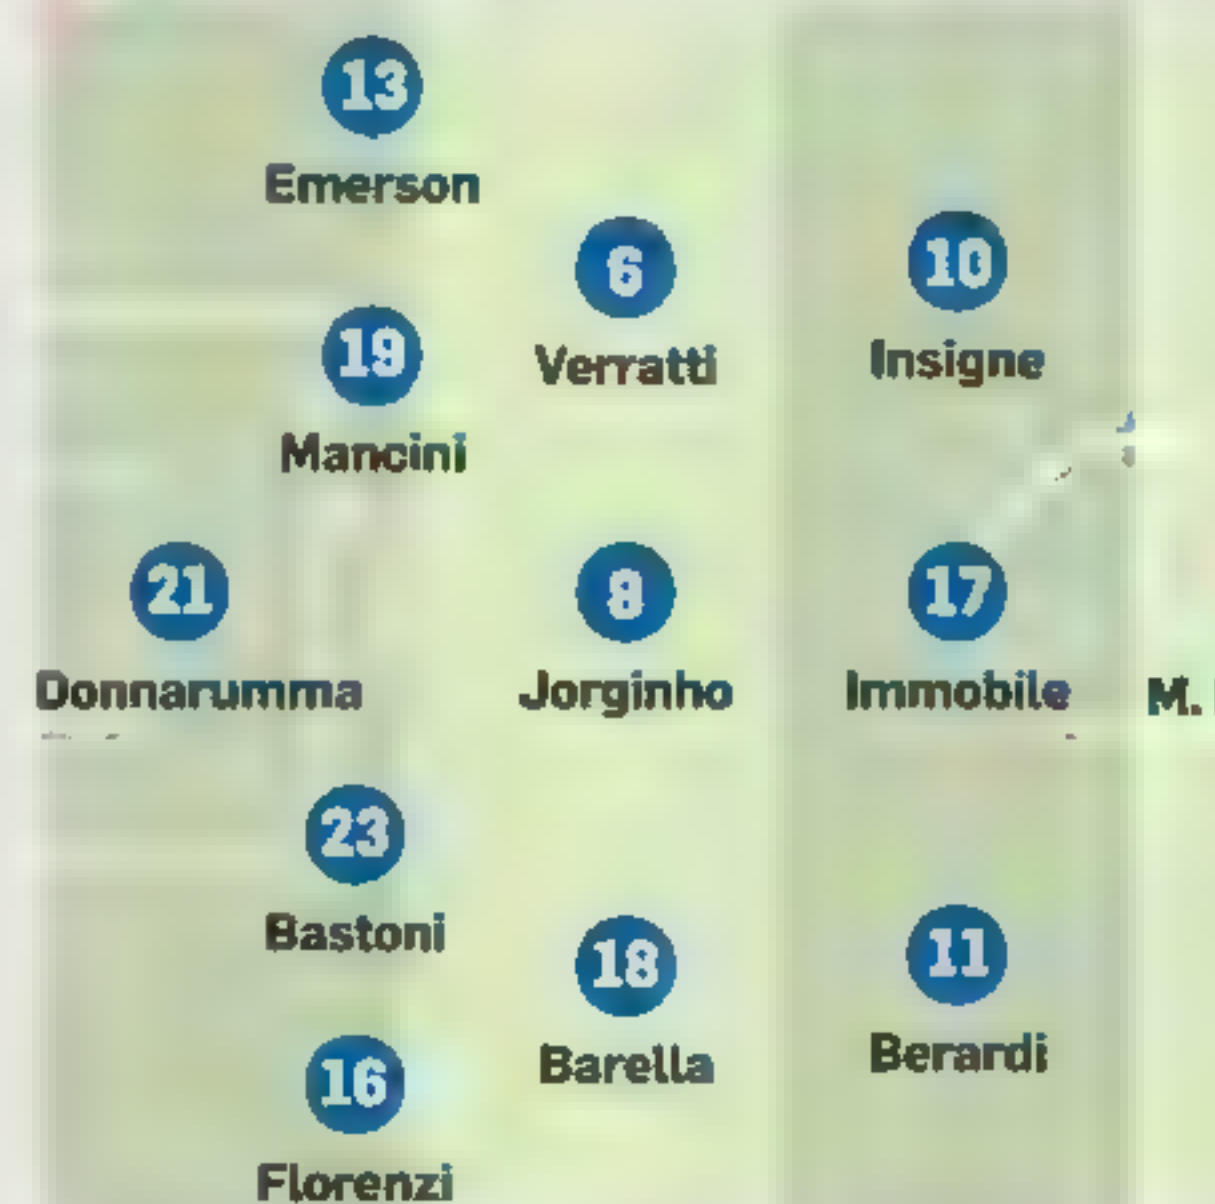 13
Emerson
6
10
Verratti
Insigne
19
Mancini
21
8
17
Donnarumma
Jorginho
Immobile
M.
23
Bastoni
18
11
Barella
Berardi
16
Florenzi